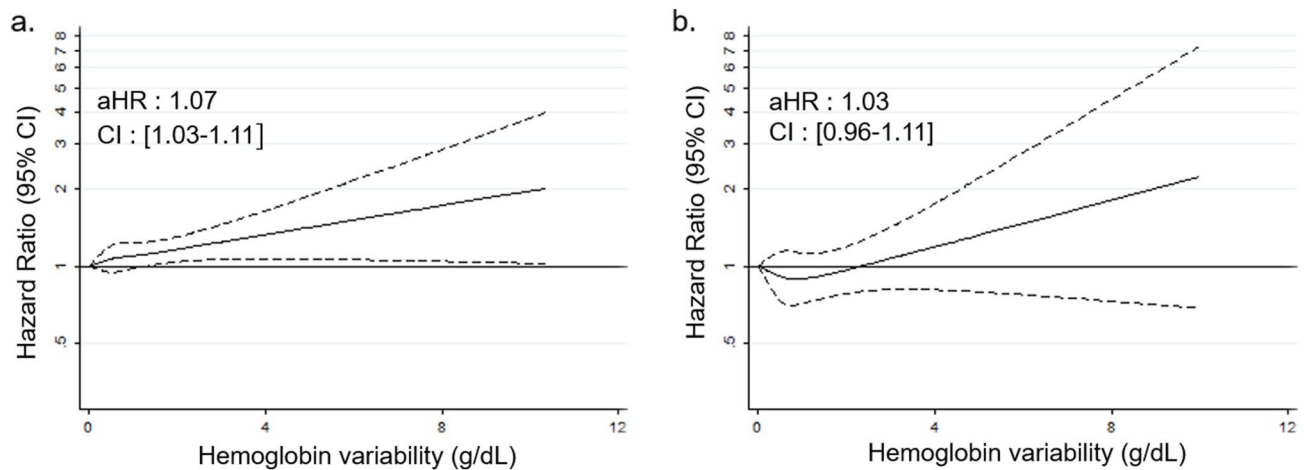 a.
Hazard Ratio (95% CI)
8
7
6
5
4
3
2
1
.5
aHR : 1.07
CI : [1.03-1.11]
0 4 8 12
Hemoglobin variability (g/dL)
b.
Hazard Ratio (95% CI)
8
7
6
5
4
3
2
1
.5
aHR : 1.03
CI : [0.96-1.11]
0 4 8 12
Hemoglobin variability (g/dL)